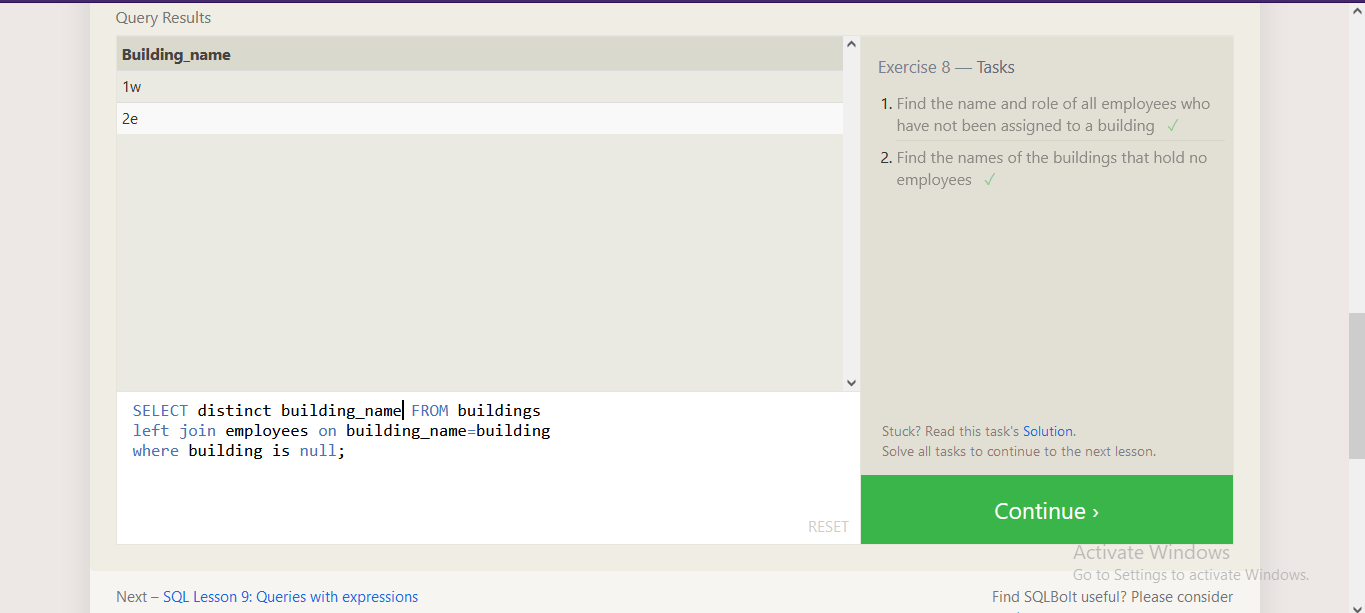 Query Results
Building_name
1w
2e
Exercise 8 — Tasks
1. Find the name and role of all employees who
have not been assigned to a building ✓
2. Find the names of the buildings that hold no
employees ✓
SELECT distinct building_name FROM buildings
left join employees on building_name=building
where building is null;
RESET
Stuck? Read this task's Solution.
Solve all tasks to continue to the next lesson.
Continue ›
Activate Windows
Go to Settings to activate Windows.
Next – SQL Lesson 9: Queries with expressions
Find SQLBolt useful? Please consider